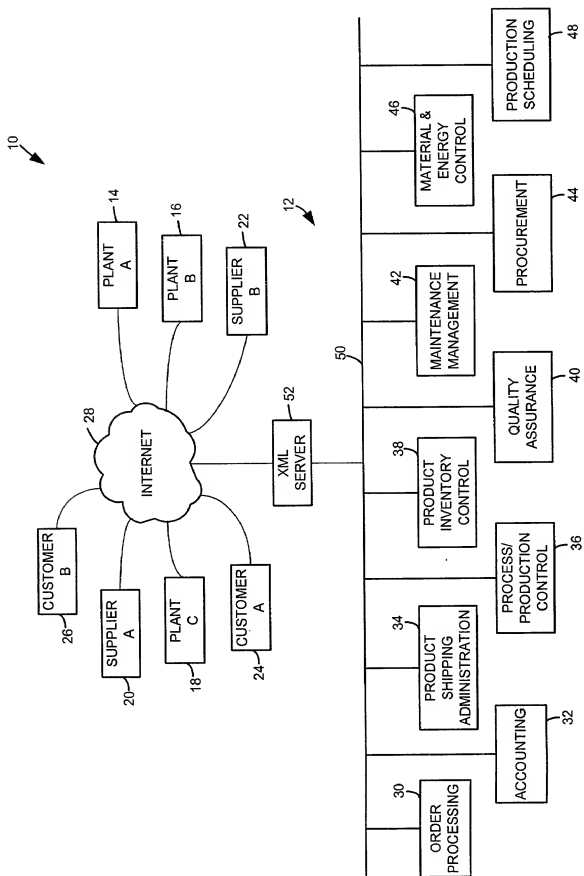 10
28
INTERNET
CUSTOMER
B
26
SUPPLIER
A
20
PLANT
C
18
CUSTOMER
A
24
PLANT
A
14
PLANT
B
16
SUPPLIER
B
22
12
XML
SERVER
52
50
ORDER
PROCESSING
30
ACCOUNTING
32
PRODUCT
SHIPPING
ADMINISTRATION
34
PROCESS/
PRODUCTION
CONTROL
36
PRODUCT
INVENTORY
CONTROL
38
QUALITY
ASSURANCE
40
MAINTENANCE
MANAGEMENT
42
PROCUREMENT
44
MATERIAL &
ENERGY
CONTROL
46
PRODUCTION
SCHEDULING
48